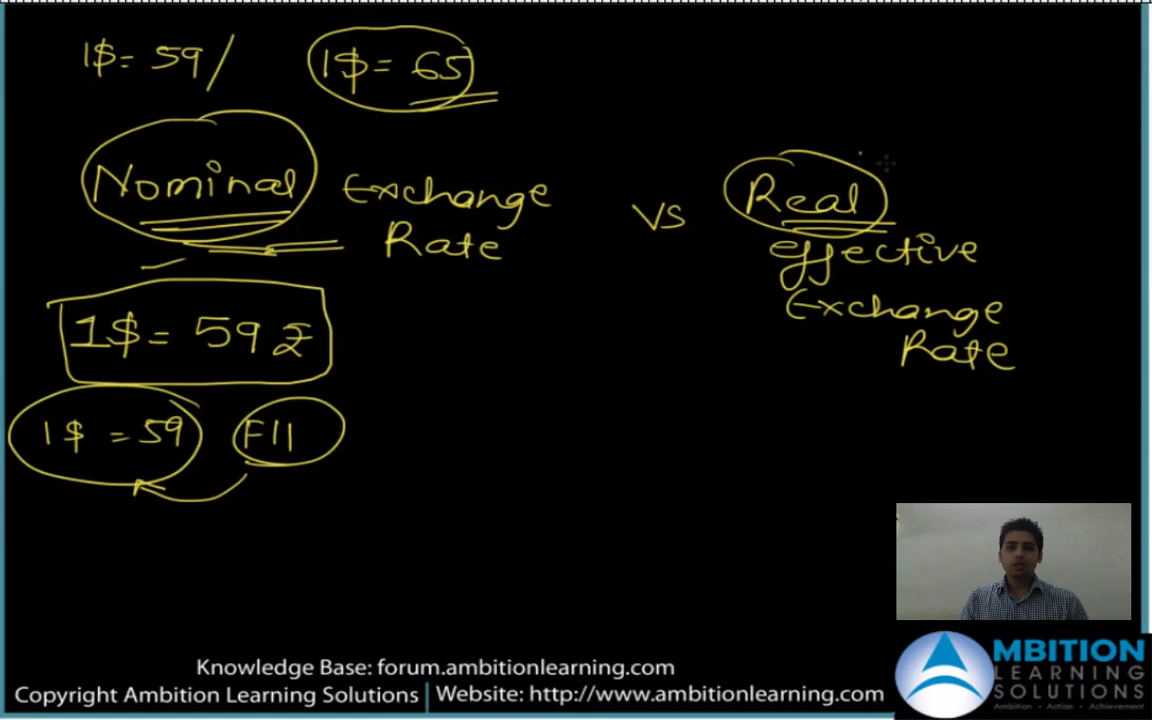 1$= 59/ 1$= 65
Nominal Exchange Rate vs Real effective Exchange Rate
1$= 59 ₹
1$ = 59 FII
Knowledge Base: forum.ambitionlearning.com
Copyright Ambition Learning Solutions | Website: http://www.ambitionlearning.com
AMBITION
LEARNING
SOLUTIONS
Ambition - Action - Achievement